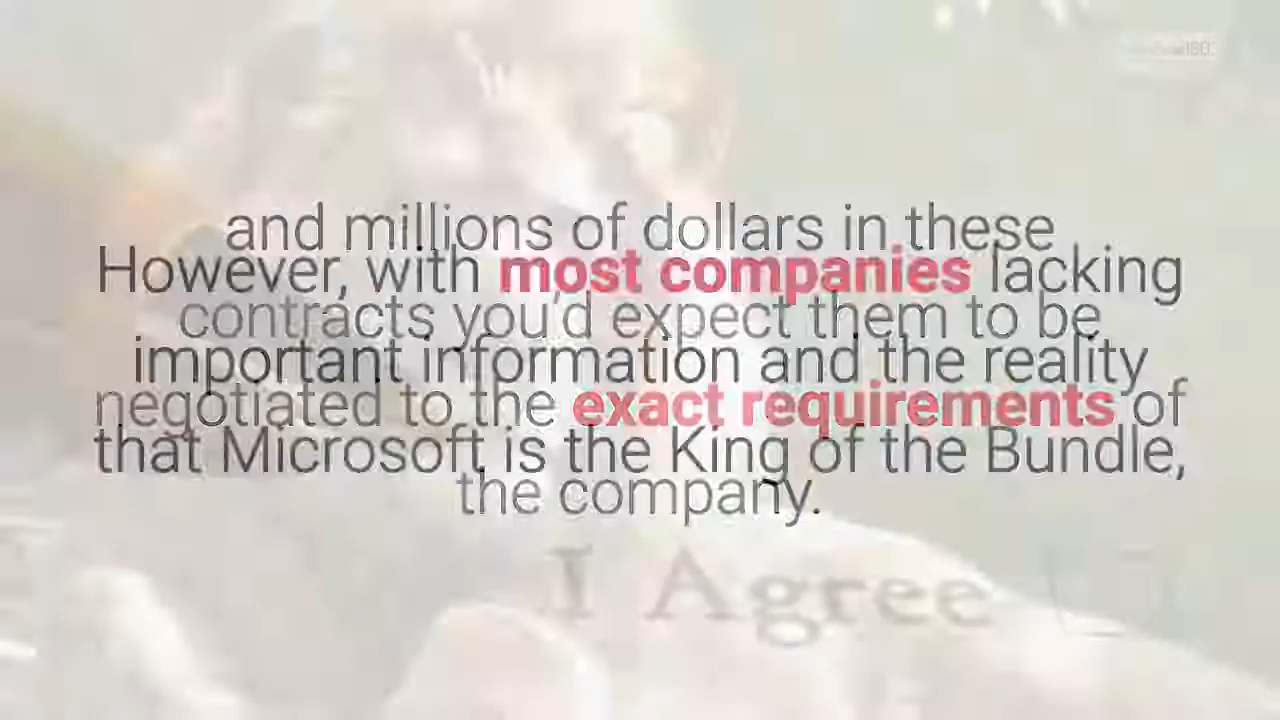 and millions of dollars in these
However, with most companies lacking
contracts you'd expect them to be
important information and the reality
negotiated to the exact requirements of
that Microsoft is the King of the Bundle,
the company.
I Agree